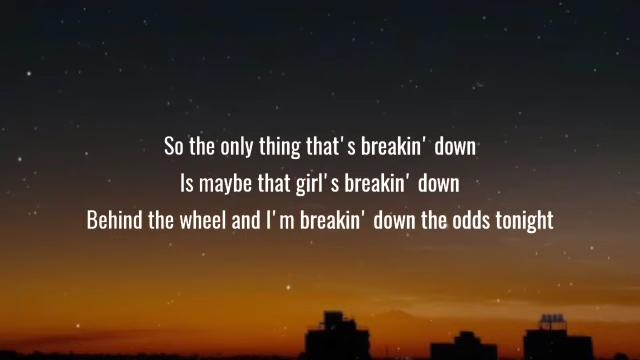 So the only thing that's breakin' down
Is maybe that girl's breakin' down
Behind the wheel and I'm breakin' down the odds tonight